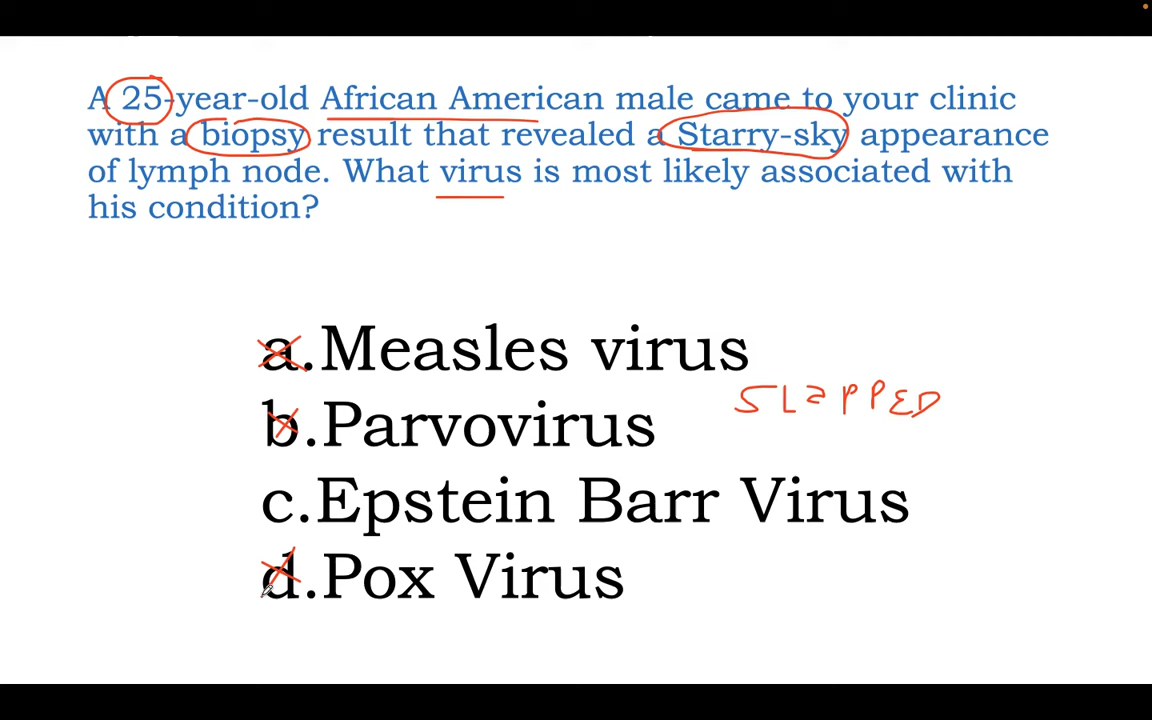 A 25-year-old African American male came to your clinic
with a biopsy result that revealed a Starry-sky appearance
of lymph node. What virus is most likely associated with
his condition?
a.Measles virus
SLaPPED
b.Parvovirus
c.Epstein Barr Virus
d.Pox Virus